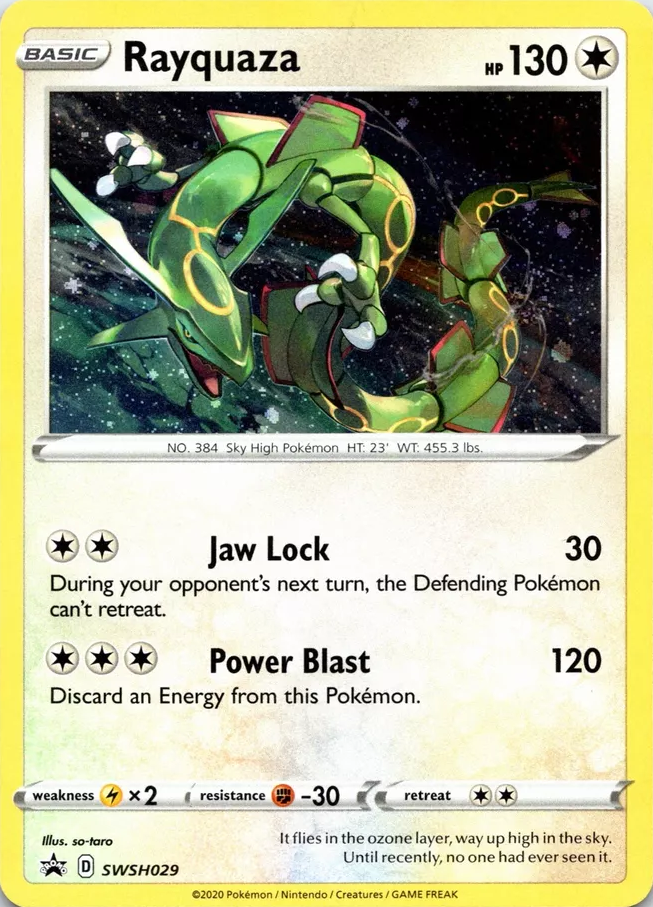 BASIC Rayquaza HP 130
NO. 384 Sky High Pokémon HT: 23' WT: 455.3 lbs.
Jaw Lock 30
During your opponent's next turn, the Defending Pokémon
can't retreat.
Power Blast 120
Discard an Energy from this Pokémon.
weakness ×2 resistance -30 retreat
Illus. so-taro
It flies in the ozone layer, way up high in the sky.
Until recently, no one had ever seen it.
D SWSH029
©2020 Pokémon / Nintendo / Creatures / GAME FREAK